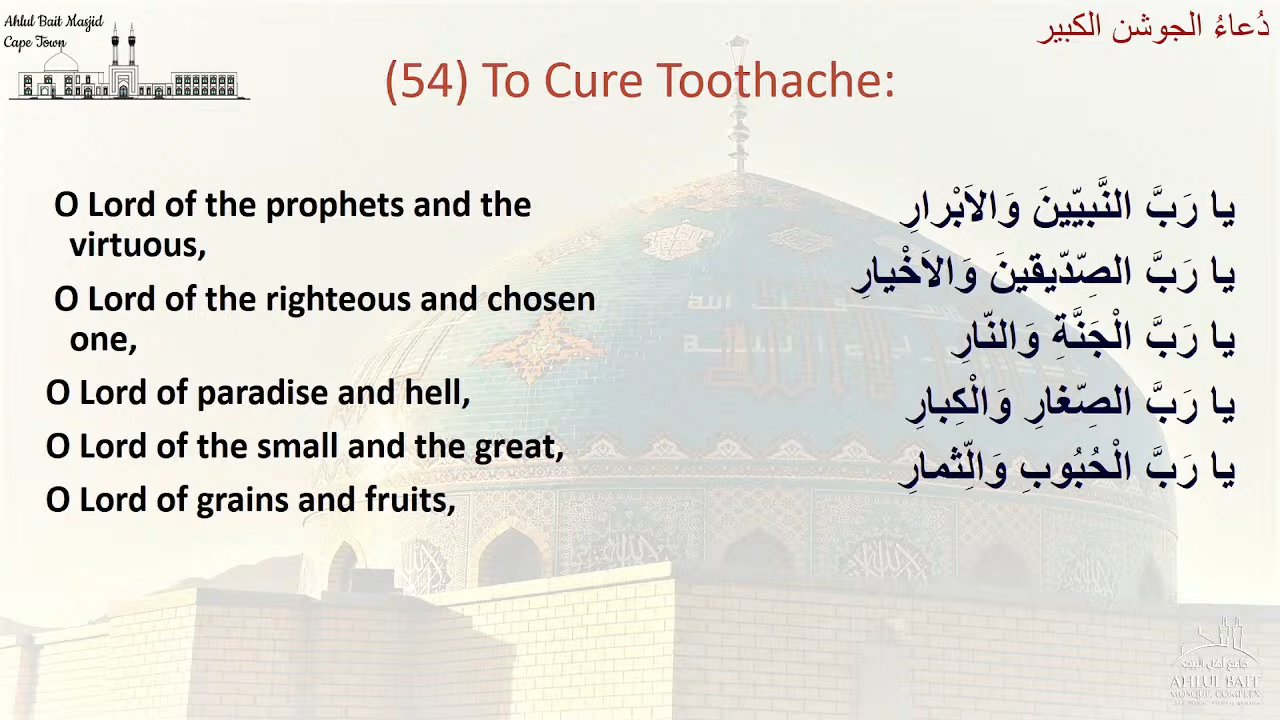 Ahlul Bait Masjid
Cape Town
دُعاءُ الجوشن الكبير
(54) To Cure Toothache:
O Lord of the prophets and the
virtuous,
O Lord of the righteous and chosen
one,
O Lord of paradise and hell,
O Lord of the small and the great,
O Lord of grains and fruits,
يا رَبَّ النَّبيّينَ وَالاَبْرارِ
يا رَبَّ الصِّدّيقينَ وَالاَخْيارِ
يا رَبَّ الْجَنَّةِ وَالنّارِ
يا رَبَّ الصِّغارِ وَالْكِبارِ
يا رَبَّ الْحُبُوبِ وَالِّثمارِ
جامع أهل البيت
AHLUL BAIT
MOSQUE COMPLEX